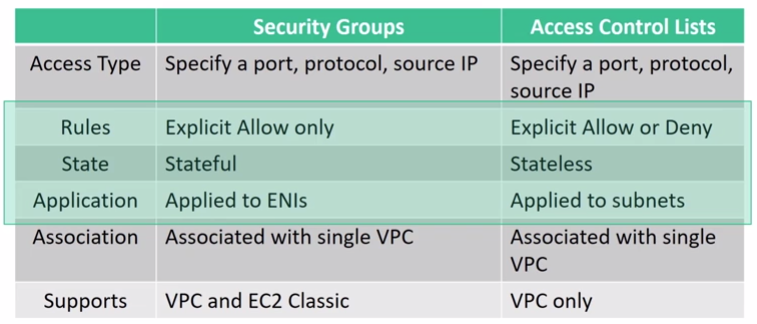 Security Groups Access Control Lists
Access Type Specify a port, protocol, source IP Specify a port, protocol,
source IP
Rules Explicit Allow only Explicit Allow or Deny
State Stateful Stateless
Application Applied to ENIs Applied to subnets
Association Associated with single VPC Associated with single
VPC
Supports VPC and EC2 Classic VPC only